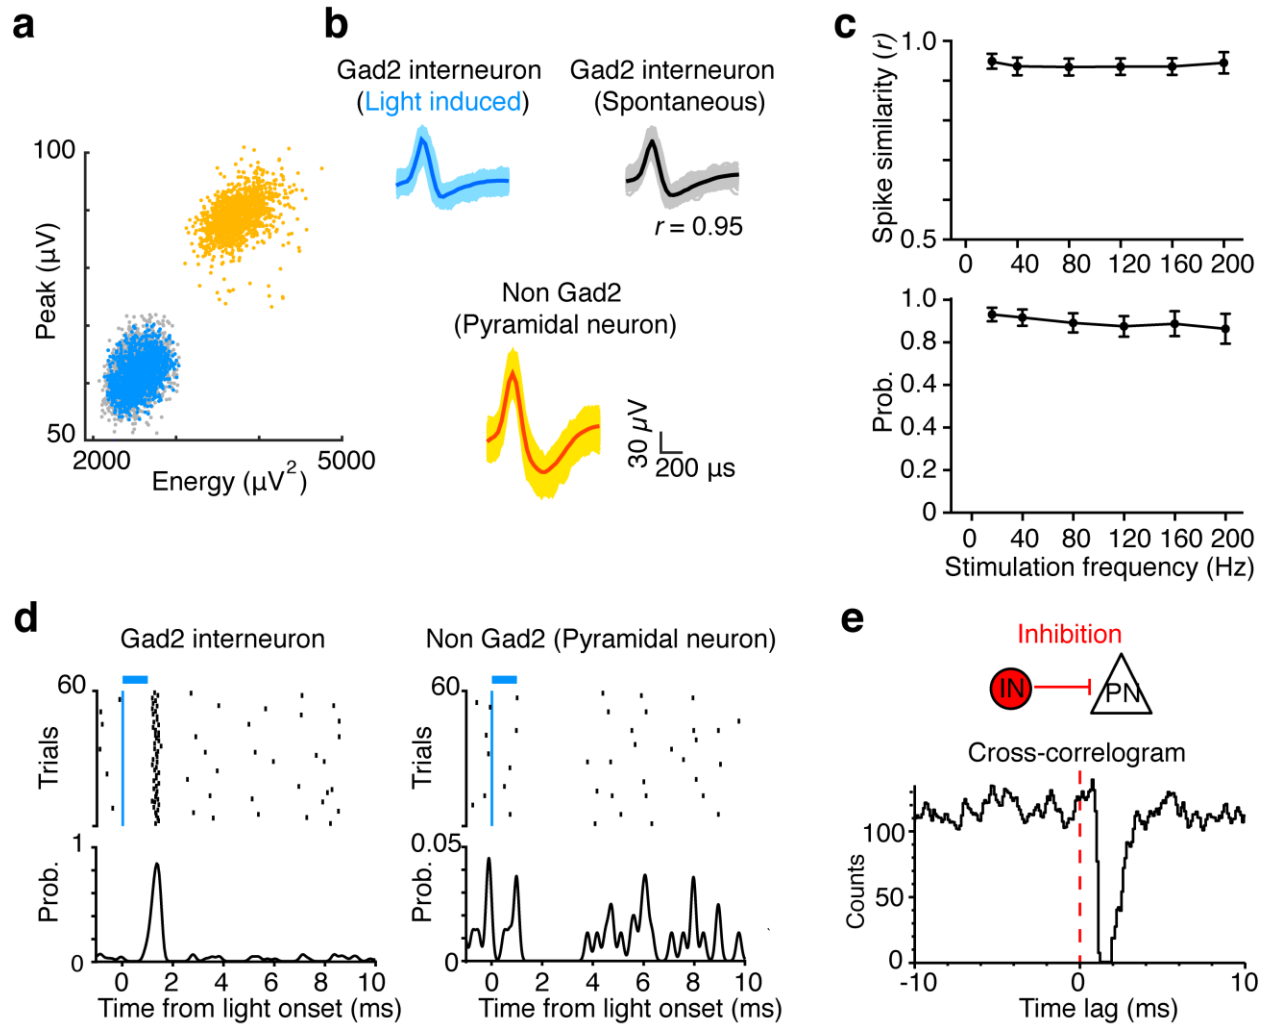 a
b
c
Gad2 interneuron
(Light induced)
Gad2 interneuron
(Spontaneous)
r = 0.95
Non Gad2
(Pyramidal neuron)
30 µV
200 µs
100
50
Peak (µV)
2000
5000
Energy (µV²)
Spike similarity (r)
1.0
0.5
0 40 80 120 160 200
Prob.
1.0
0.8
0.4
0.4
0.2
0
0 40 80 120 160 200
Stimulation frequency (Hz)
d
Gad2 interneuron
Non Gad2 (Pyramidal neuron)
60
Trials
60
Trials
1
Prob.
0
0 2 4 6 8 10
Time from light onset (ms)
0.05
Prob.
0
0 2 4 6 8 10
Time from light onset (ms)
e
Inhibition
IN
PN
Cross-correlogram
Counts
100
50
0
-10 0 10
Time lag (ms)